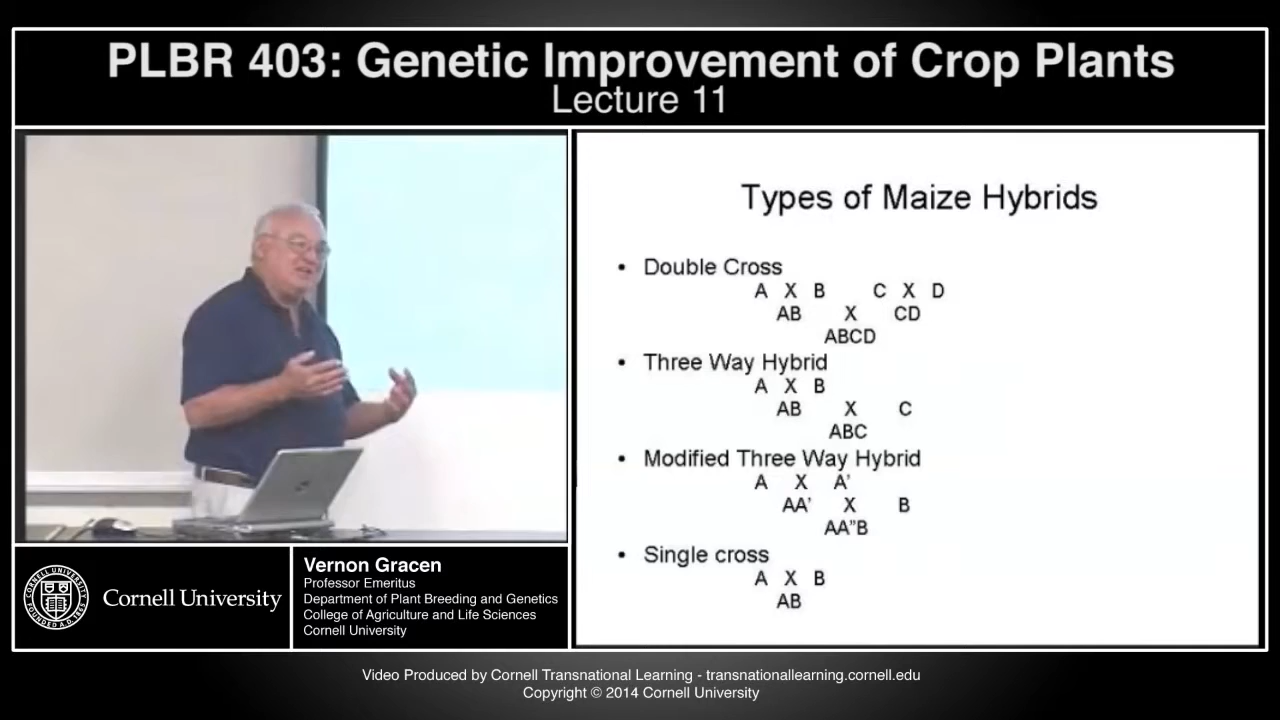 PLBR 403: Genetic Improvement of Crop Plants
Lecture 11
Types of Maize Hybrids
• Double Cross
A X B C X D
AB X CD
ABCD
• Three Way Hybrid
A X B
AB X C
ABC
• Modified Three Way Hybrid
A X A'
AA' X B
AA"B
• Single cross
A X B
AB
Cornell University
Vernon Gracen
Professor Emeritus
Department of Plant Breeding and Genetics
College of Agriculture and Life Sciences
Cornell University
Video Produced by Cornell Transnational Learning - transnationallearning.cornell.edu
Copyright © 2014 Cornell University